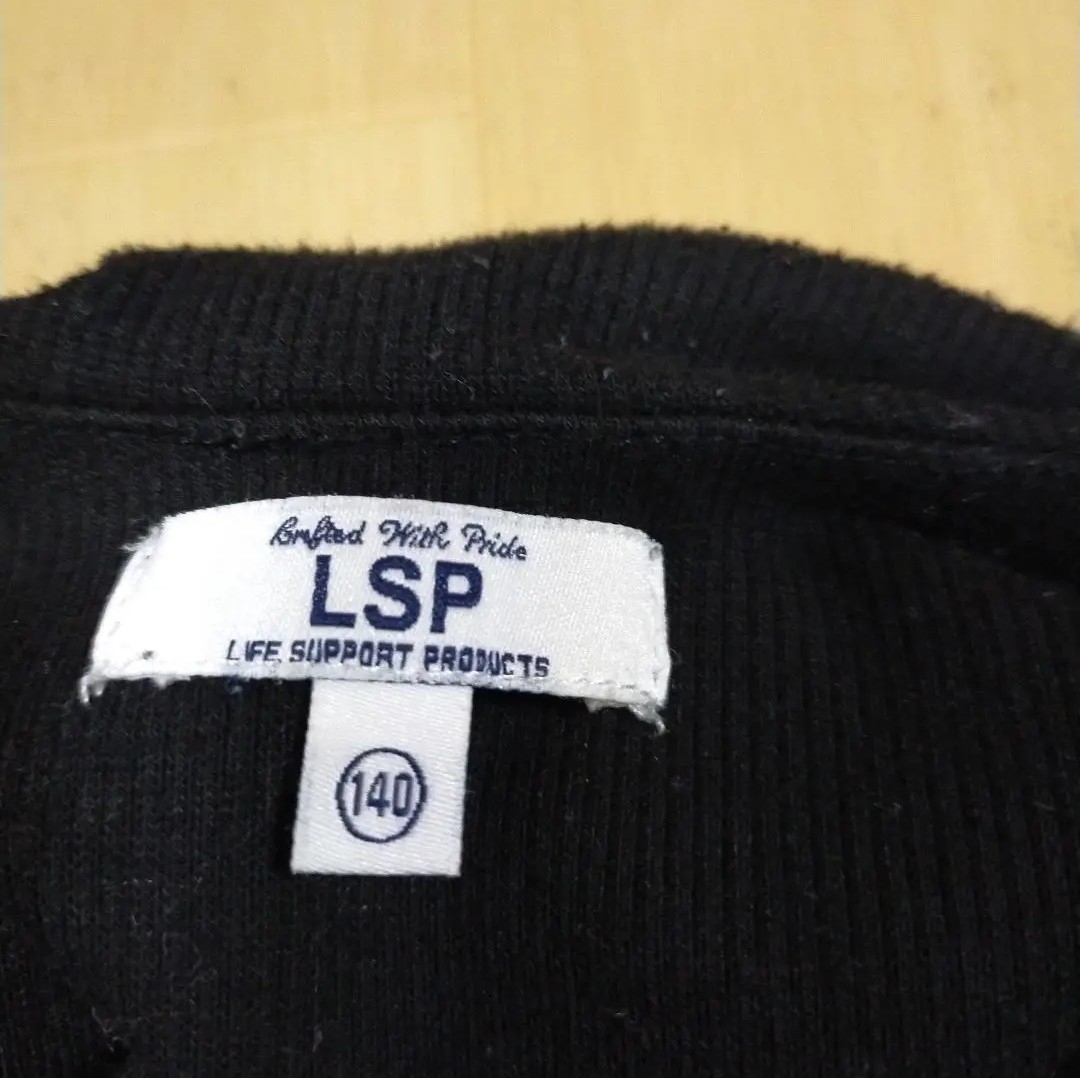 Crafted With Pride
LSP
LIFE SUPPORT PRODUCTS
140